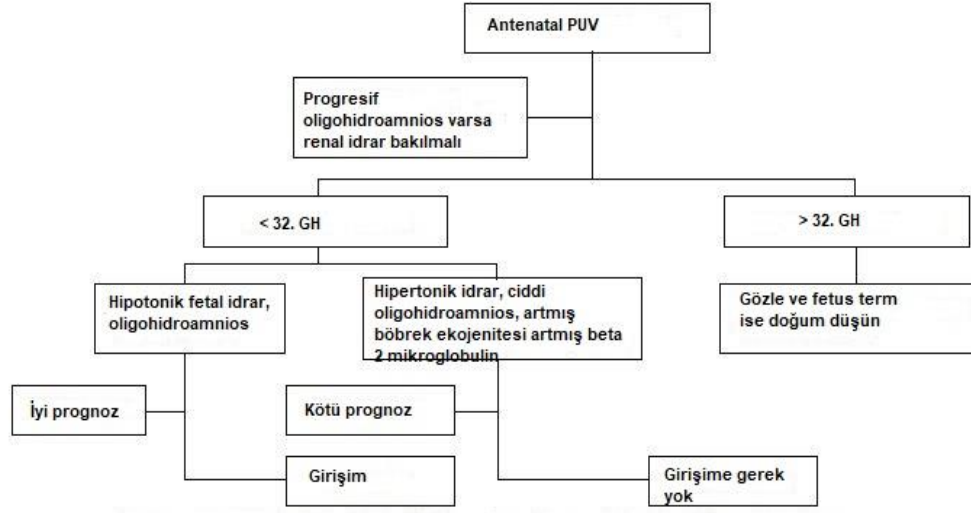 Antenatal PUV
Progresif
oligohidroamnios varsa
renal idrar bakılmalı
< 32. GH
> 32. GH
Hipotonik fetal idrar,
oligohidroamnios
Hipertonik idrar, ciddi
oligohidroamnios, artmış
böbrek ekojenitesi artmış beta
2 mikroglobulin
Gözle ve fetus term
ise doğum düşün
İyi prognoz
Kötü prognoz
Girişim
Girişime gerek
yok